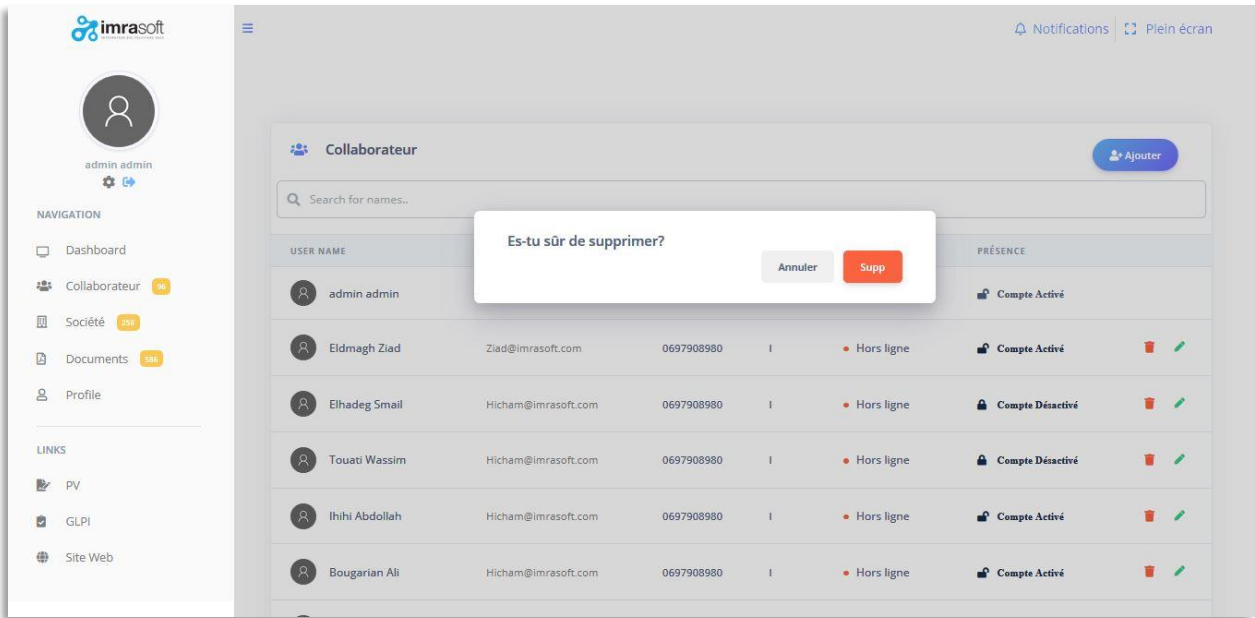 imrasoft
Notifications Plein écran
admin admin
NAVIGATION
Dashboard
Collaborateur 96
Société
Documents
Profile
LINKS
PV
GLPI
Site Web
Collaborateur
Ajouter
Search for names..
Es-tu sûr de supprimer?
Annuler Supp
USER NAME PRÉSENCE
admin admin Compte Activé
Eldmagh Ziad Ziad@imrasoft.com 0697908980 I Hors ligne Compte Activé
Elhadeg Smail Hicham@imrasoft.com 0697908980 I Hors ligne Compte Désactivé
Touati Wassim Hicham@imrasoft.com 0697908980 I Hors ligne Compte Désactivé
Ihihi Abdollah Hicham@imrasoft.com 0697908980 I Hors ligne Compte Activé
Bougarian Ali Hicham@imrasoft.com 0697908980 I Hors ligne Compte Activé